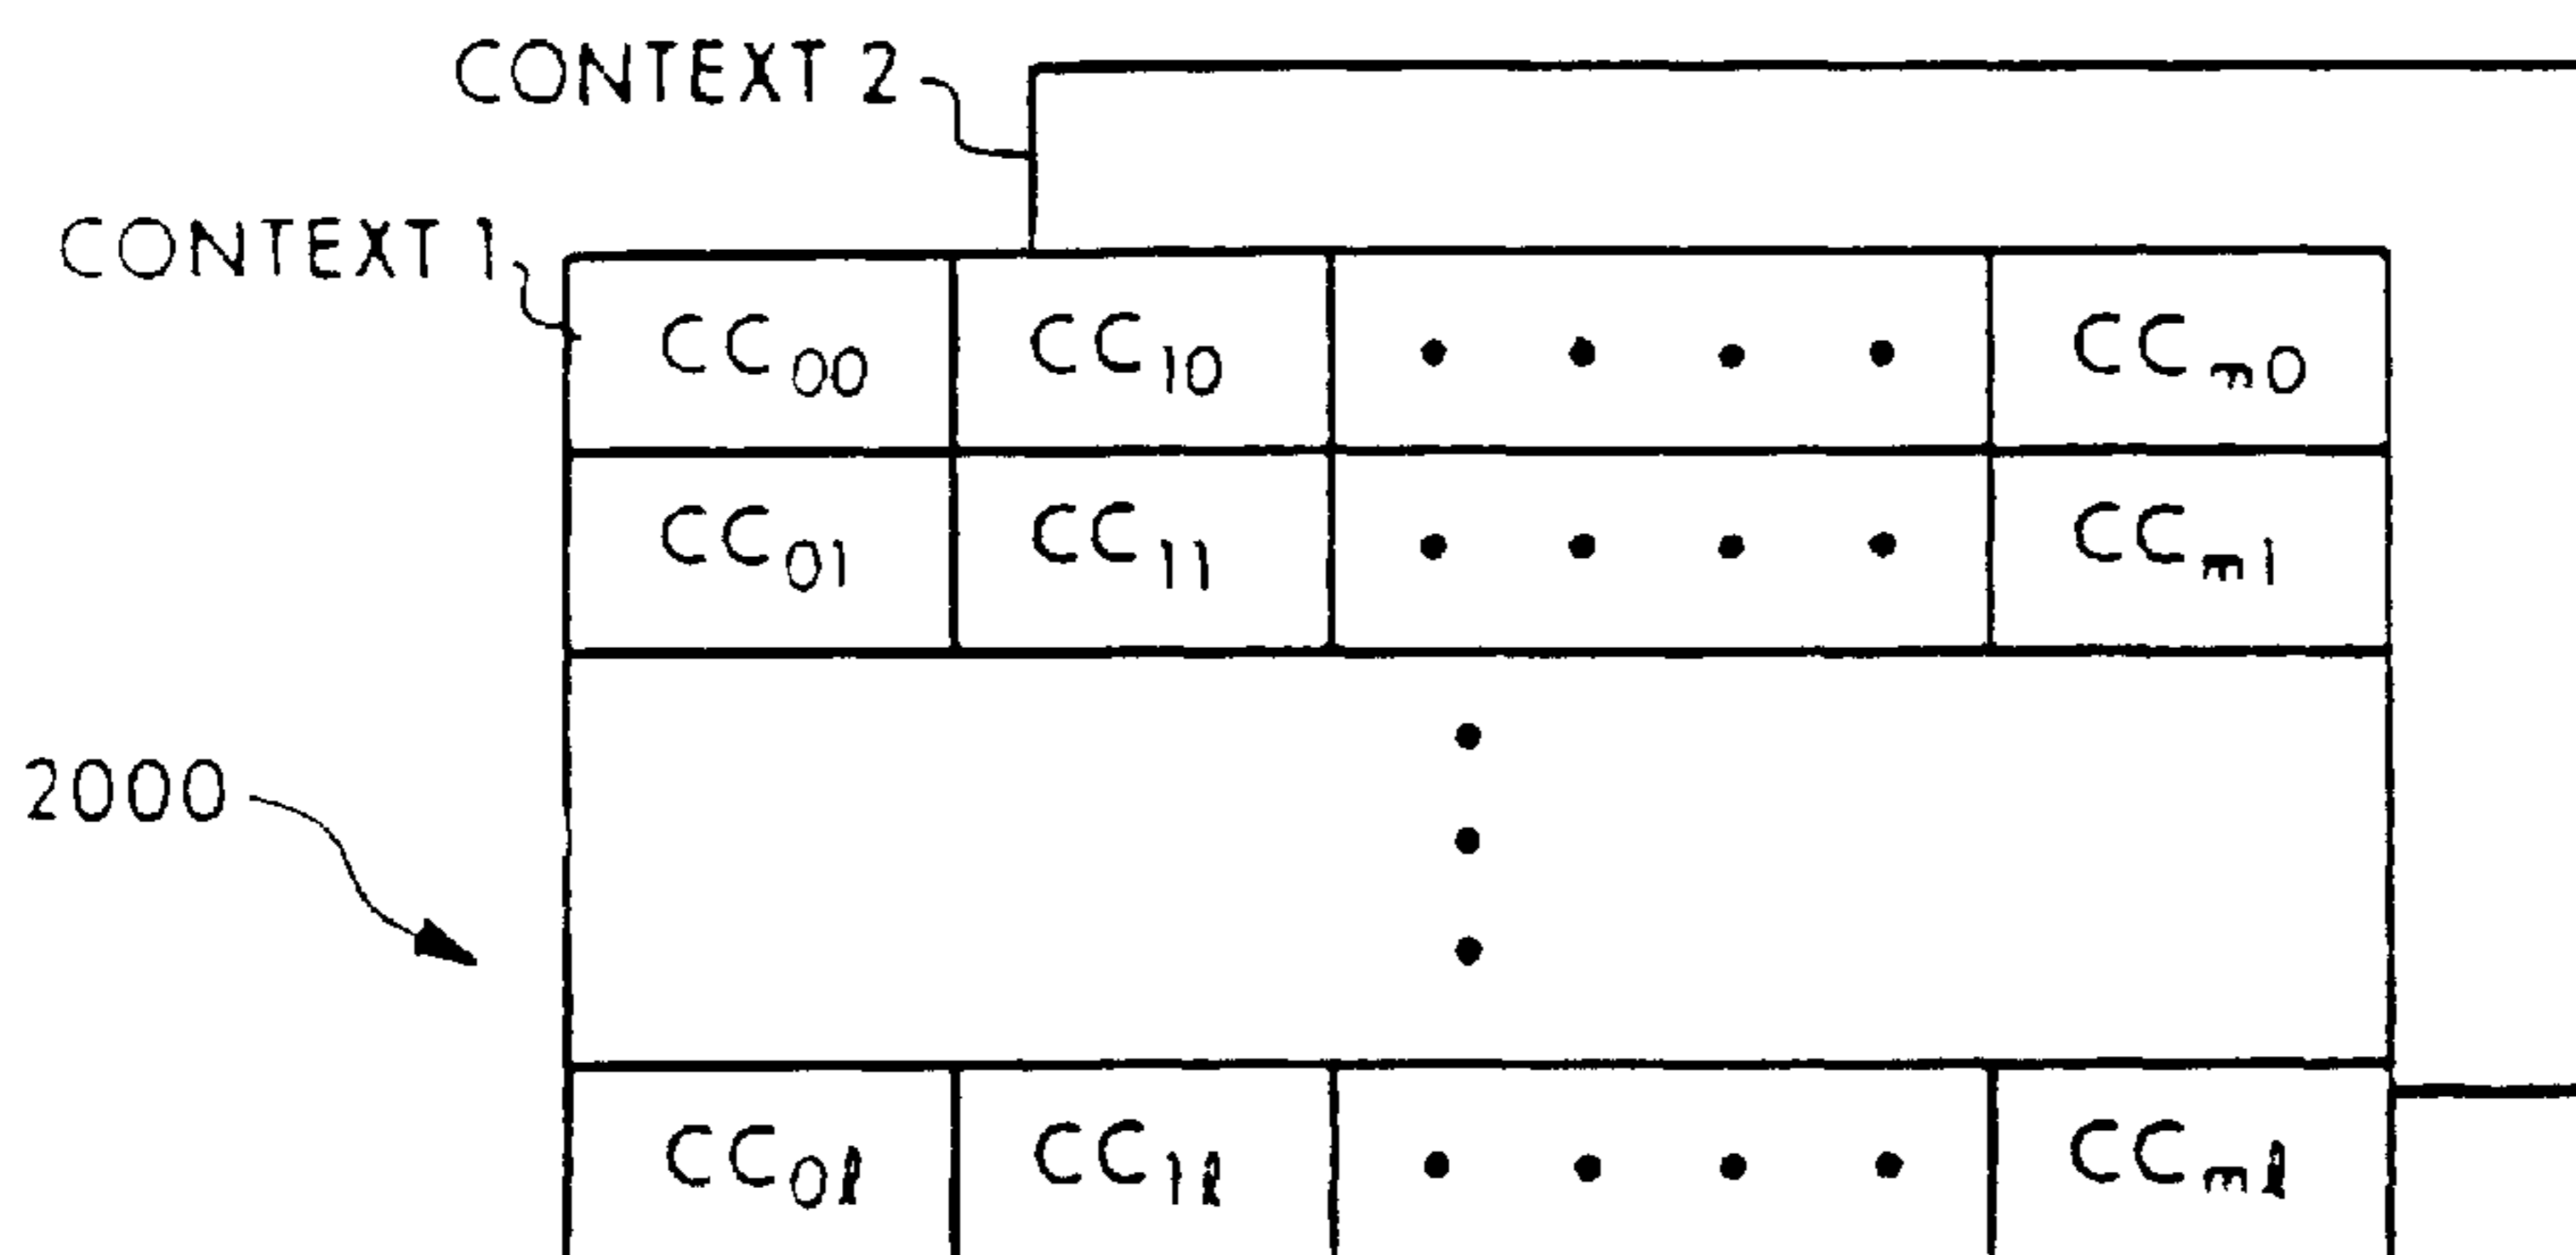 CONTEXT 2
CONTEXT 1
CC₀₀ CC₁₀ • • • • CCₘ₀
CC₀₁ CC₁₁ • • • • CCₘ₁
•
2000
•
•
CC₀ℓ CC₁ℓ • • • • CCₘℓ